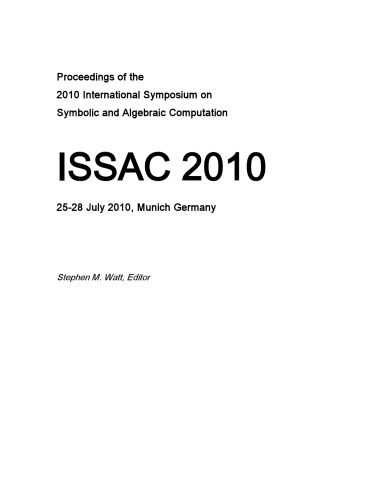 Proceedings of the
2010 International Symposium on
Symbolic and Algebraic Computation
ISSAC 2010
25-28 July 2010, Munich Germany
Stephen M. Watt, Editor